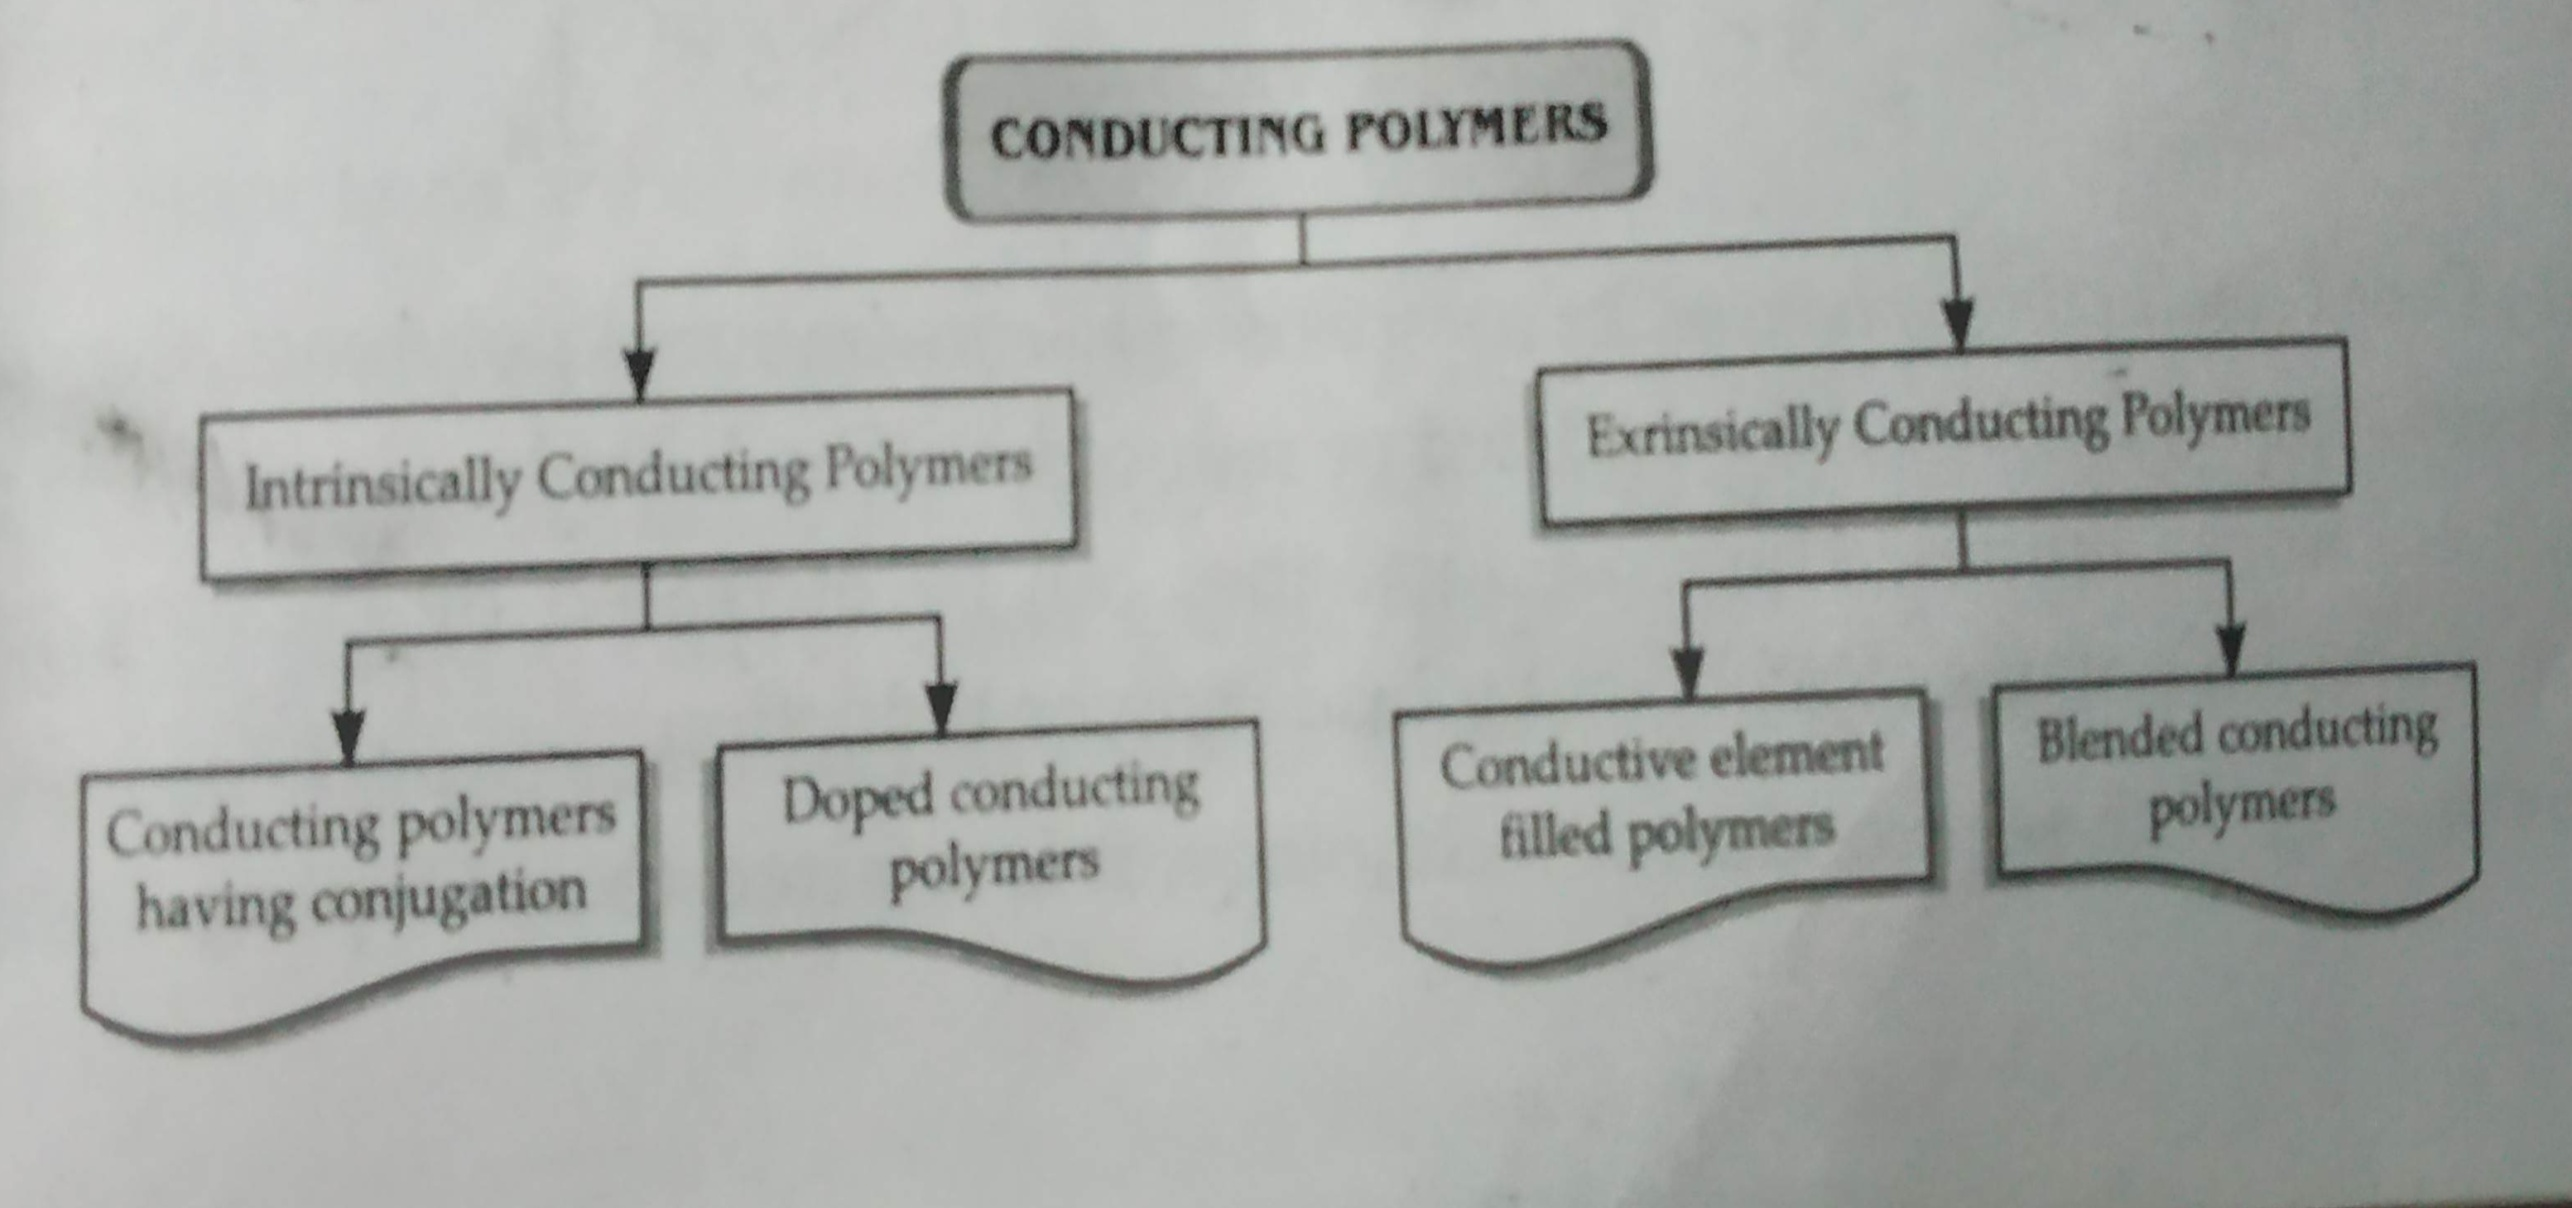 CONDUCTING POLYMERS
Intrinsically Conducting Polymers
Exrinsically Conducting Polymers
Conducting polymers
having conjugation
Doped conducting
polymers
Conductive element
filled polymers
Blended conducting
polymers